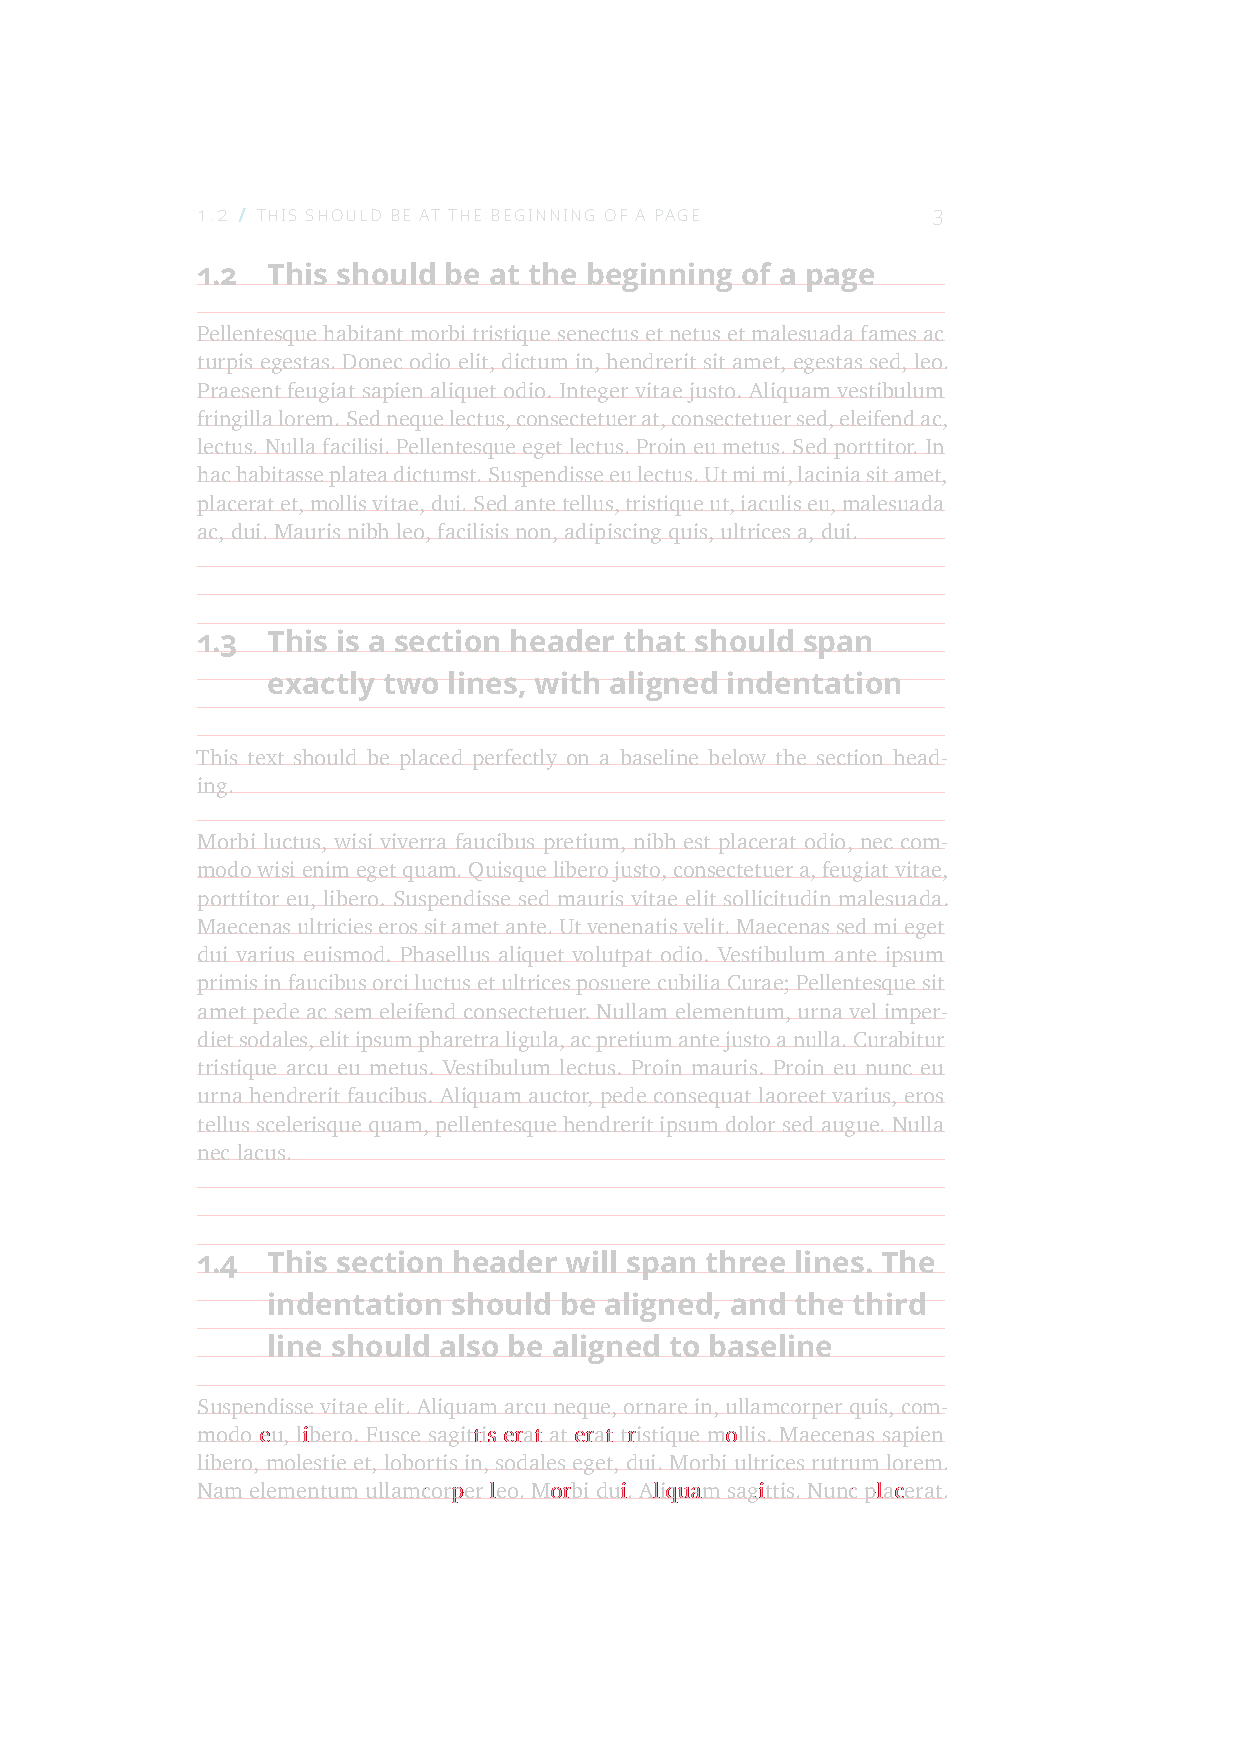 1.2 / THIS SHOULD BE AT THE BEGINNING OF A PAGE 3
1.2 This should be at the beginning of a page
Pellentesque habitant morbi tristique senectus et netus et malesuada fames ac
turpis egestas. Donec odio elit, dictum in, hendrerit sit amet, egestas sed, leo.
Praesent feugiat sapien aliquet odio. Integer vitae justo. Aliquam vestibulum
fringilla lorem. Sed neque lectus, consectetuer at, consectetuer sed, eleifend ac,
lectus. Nulla facilisi. Pellentesque eget lectus. Proin eu metus. Sed porttitor. In
hac habitasse platea dictumst. Suspendisse eu lectus. Ut mi mi, lacinia sit amet,
placerat et, mollis vitae, dui. Sed ante tellus, tristique ut, iaculis eu, malesuada
ac, dui. Mauris nibh leo, facilisis non, adipiscing quis, ultrices a, dui.
1.3 This is a section header that should span
exactly two lines, with aligned indentation
This text should be placed perfectly on a baseline below the section head-
ing.
Morbi luctus, wisi viverra faucibus pretium, nibh est placerat odio, nec com-
modo wisi enim eget quam. Quisque libero justo, consectetuer a, feugiat vitae,
porttitor eu, libero. Suspendisse sed mauris vitae elit sollicitudin malesuada.
Maecenas ultricies eros sit amet ante. Ut venenatis velit. Maecenas sed mi eget
dui varius euismod. Phasellus aliquet volutpat odio. Vestibulum ante ipsum
primis in faucibus orci luctus et ultrices posuere cubilia Curae; Pellentesque sit
amet pede ac sem eleifend consectetuer. Nullam elementum, urna vel imper-
diet sodales, elit ipsum pharetra ligula, ac pretium ante justo a nulla. Curabitur
tristique arcu eu metus. Vestibulum lectus. Proin mauris. Proin eu nunc eu
urna hendrerit faucibus. Aliquam auctor, pede consequat laoreet varius, eros
tellus scelerisque quam, pellentesque hendrerit ipsum dolor sed augue. Nulla
nec lacus.
1.4 This section header will span three lines. The
indentation should be aligned, and the third
line should also be aligned to baseline
Suspendisse vitae elit. Aliquam arcu neque, ornare in, ullamcorper quis, com-
modo eu, libero. Fusce sagittis erat at erat tristique mollis. Maecenas sapien
libero, molestie et, lobortis in, sodales eget, dui. Morbi ultrices rutrum lorem.
Nam elementum ullamcorper leo. Morbi dui. Aliquam sagittis. Nunc placerat.